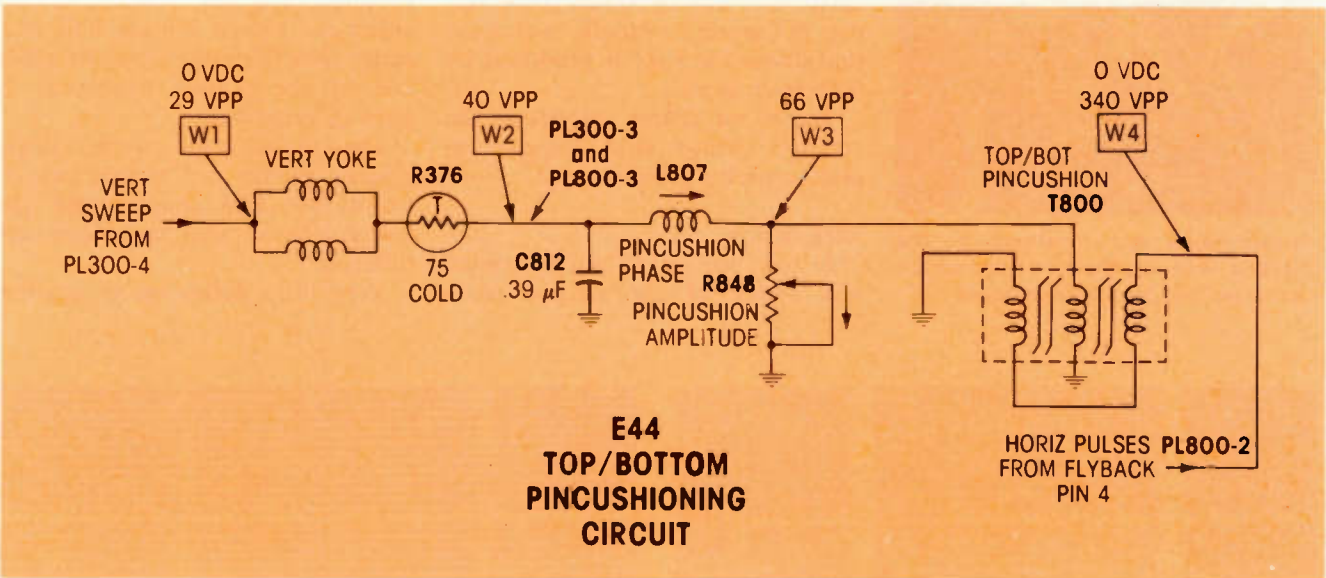 0 VDC
29 VPP
W1
VERT YOKE
VERT
SWEEP
FROM
PL300-4
R376
T
75
COLD
40 VPP
W2
PL300-3
and
PL800-3
C812
.39 µF
L807
PINCUSHION
PHASE
R848
PINCUSHION
AMPLITUDE
66 VPP
W3
0 VDC
340 VPP
W4
TOP/BOT
PINCUSHION
T800
HORIZ PULSES PL800-2
FROM FLYBACK
PIN 4
E44
TOP/BOTTOM
PINCUSHIONING
CIRCUIT